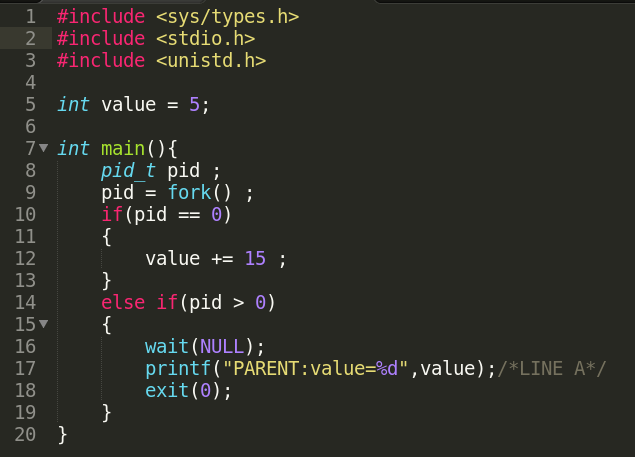 1 #include <sys/types.h>
2 #include <stdio.h>
3 #include <unistd.h>
4
5 int value = 5;
6
7 int main(){
8     pid_t pid ;
9     pid = fork() ;
10     if(pid == 0)
11     {
12         value += 15 ;
13     }
14     else if(pid > 0)
15     {
16         wait(NULL);
17         printf("PARENT:value=%d",value);/*LINE A*/
18         exit(0);
19     }
20 }